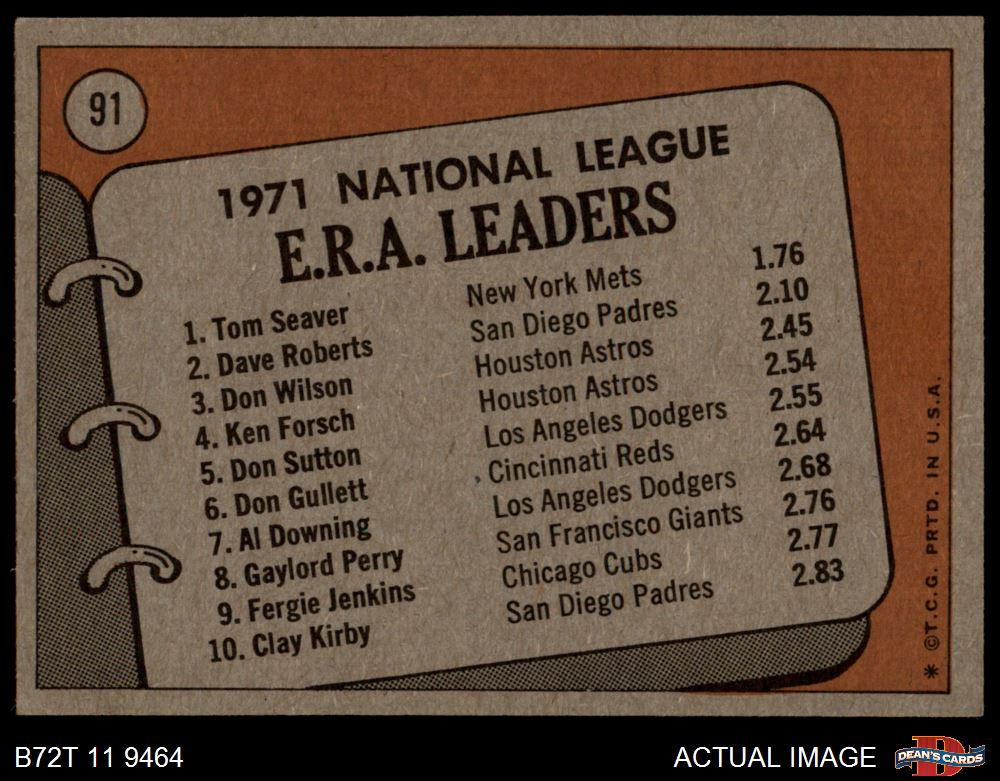 91
1971 NATIONAL LEAGUE
E.R.A. LEADERS
1. Tom Seaver New York Mets 1.76
2. Dave Roberts San Diego Padres 2.10
3. Don Wilson Houston Astros 2.45
4. Ken Forsch Houston Astros 2.54
5. Don Sutton Los Angeles Dodgers 2.55
6. Don Gullett Cincinnati Reds 2.64
7. Al Downing Los Angeles Dodgers 2.68
8. Gaylord Perry San Francisco Giants 2.76
9. Fergie Jenkins Chicago Cubs 2.77
10. Clay Kirby San Diego Padres 2.83
* ©T.C.G. PRTD. IN U.S.A.
B72T 11 9464
ACTUAL IMAGE
D
DEAN'S CARDS